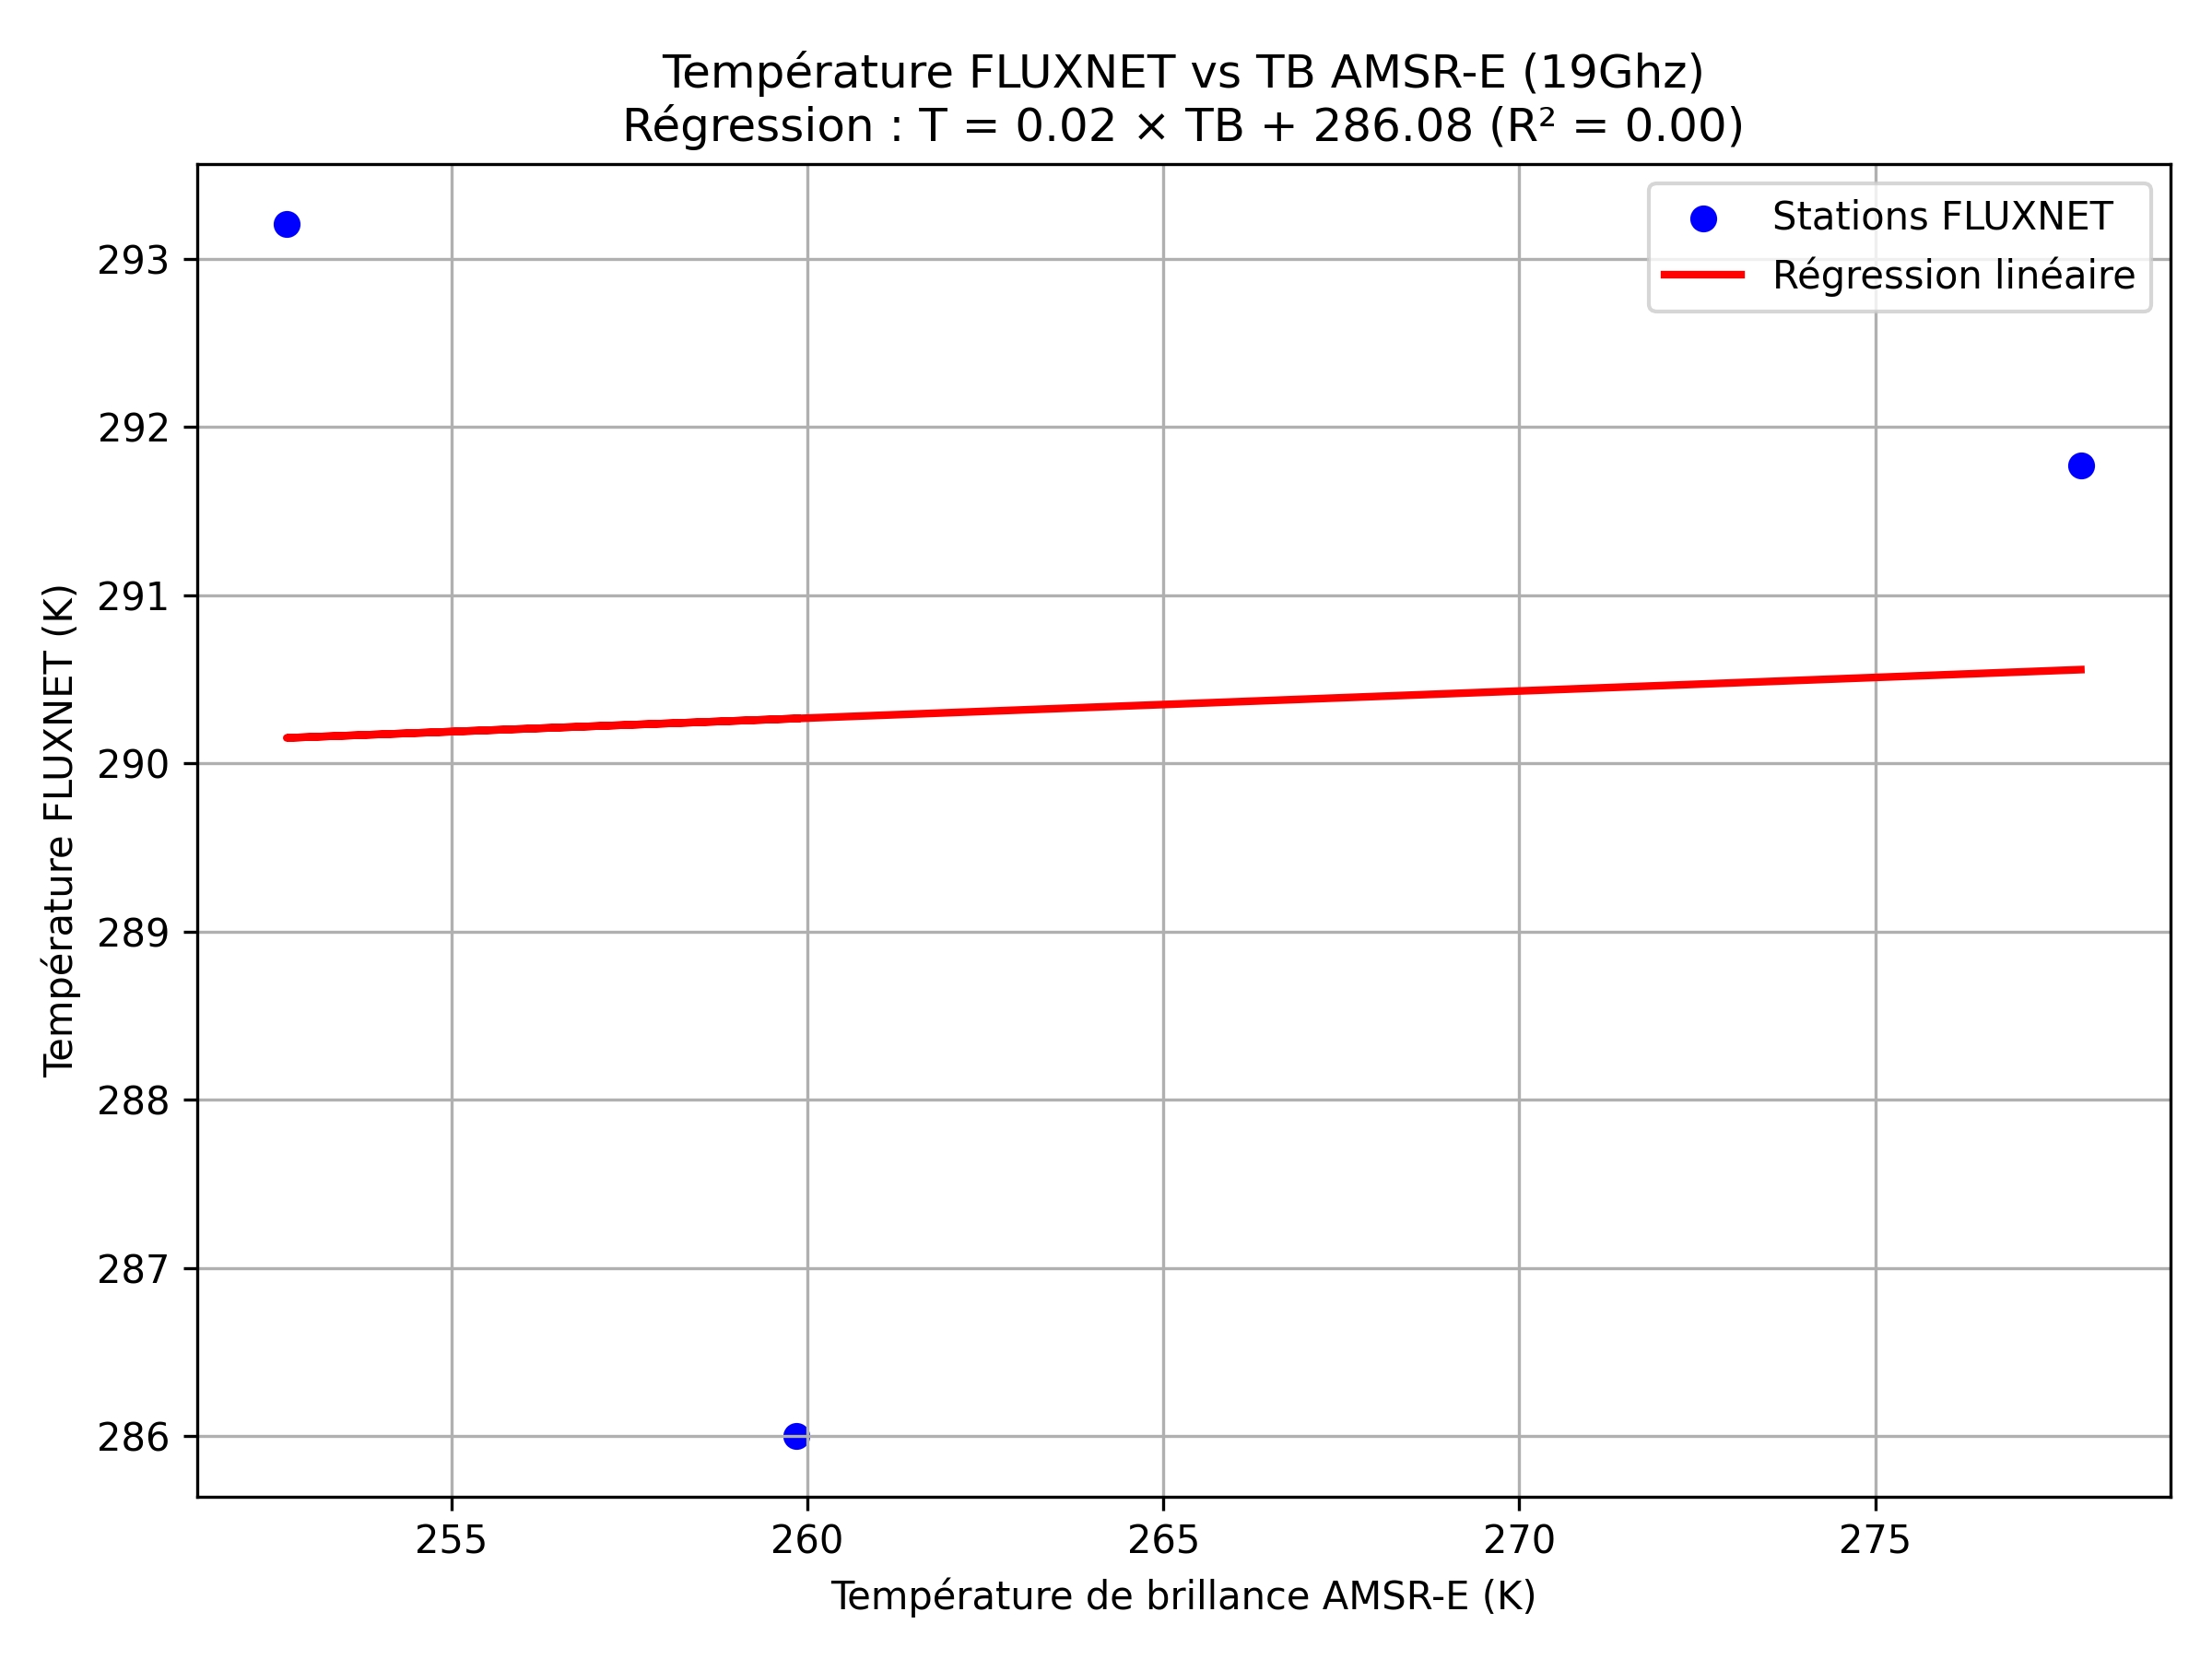 Température FLUXNET vs TB AMSR-E (19Ghz)
Régression : T = 0.02 × TB + 286.08 (R² = 0.00)
Stations FLUXNET
Régression linéaire
Température FLUXNET (K)
293
292
291
290
289
288
287
286
255
260
265
270
275
Température de brillance AMSR-E (K)